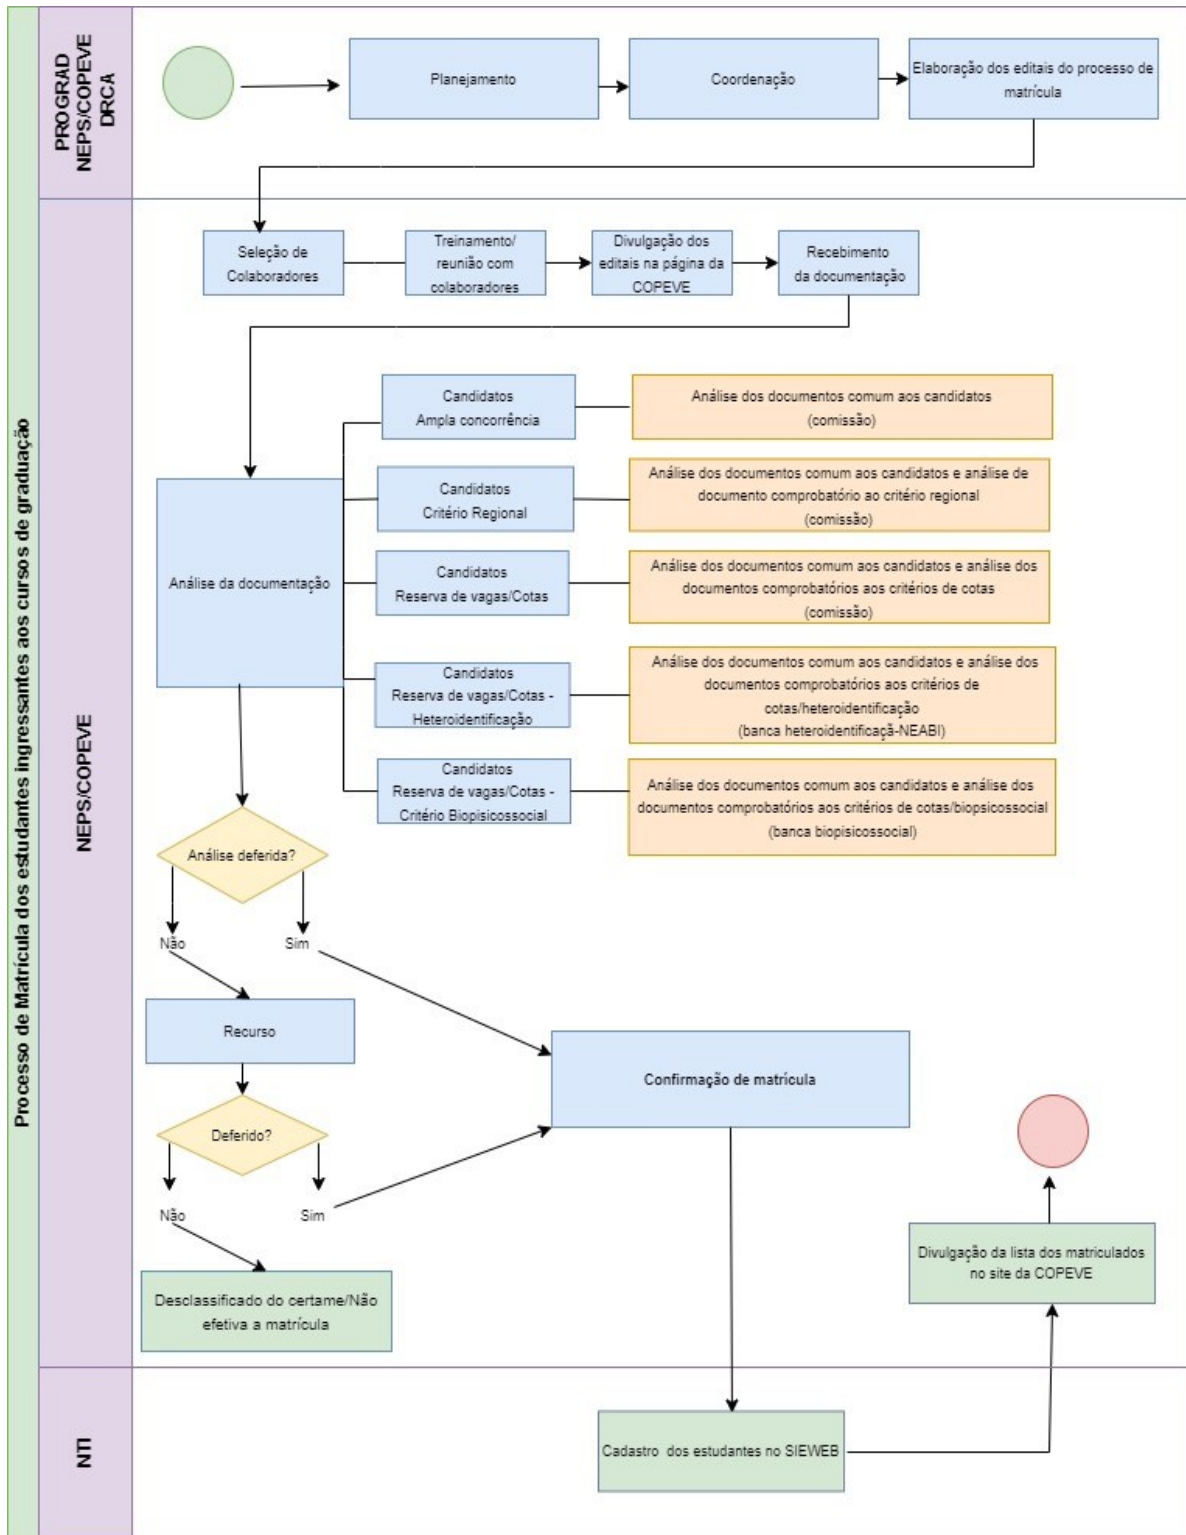 Processo de Matrícula dos estudantes ingressantes aos cursos de graduação
PROGRAD
NEPS/COPEVE
DRCA
Planejamento
Coordenação
Elaboração dos editais do processo de
matrícula
NEPS/COPEVE
Seleção de
Colaboradores
Treinamento/
reunião com
colaboradores
Divulgação dos
editais na página da
COPEVE
Recebimento
da documentação
Análise da documentação
Candidatos
Ampla concorrência
Análise dos documentos comum aos candidatos
(comissão)
Candidatos
Critério Regional
Análise dos documentos comum aos candidatos e análise de
documento comprobatório ao critério regional
(comissão)
Candidatos
Reserva de vagas/Cotas
Análise dos documentos comum aos candidatos e análise dos
documentos comprobatórios aos critérios de cotas
(comissão)
Candidatos
Reserva de vagas/Cotas -
Heteroidentificação
Análise dos documentos comum aos candidatos e análise dos
documentos comprobatórios aos critérios de
cotas/heteroidentificação
(banca heteroidentificaçã-NEABI)
Candidatos
Reserva de vagas/Cotas -
Critério Biopisicossocial
Análise dos documentos comum aos candidatos e análise dos
documentos comprobatórios aos critérios de cotas/biopsicossocial
(banca biopisicossocial)
Análise deferida?
Não
Sim
Recurso
Confirmação de matrícula
Deferido?
Não
Sim
Desclassificado do certame/Não
efetiva a matrícula
Divulgação da lista dos matriculados
no site da COPEVE
NTI
Cadastro dos estudantes no SIEWEB